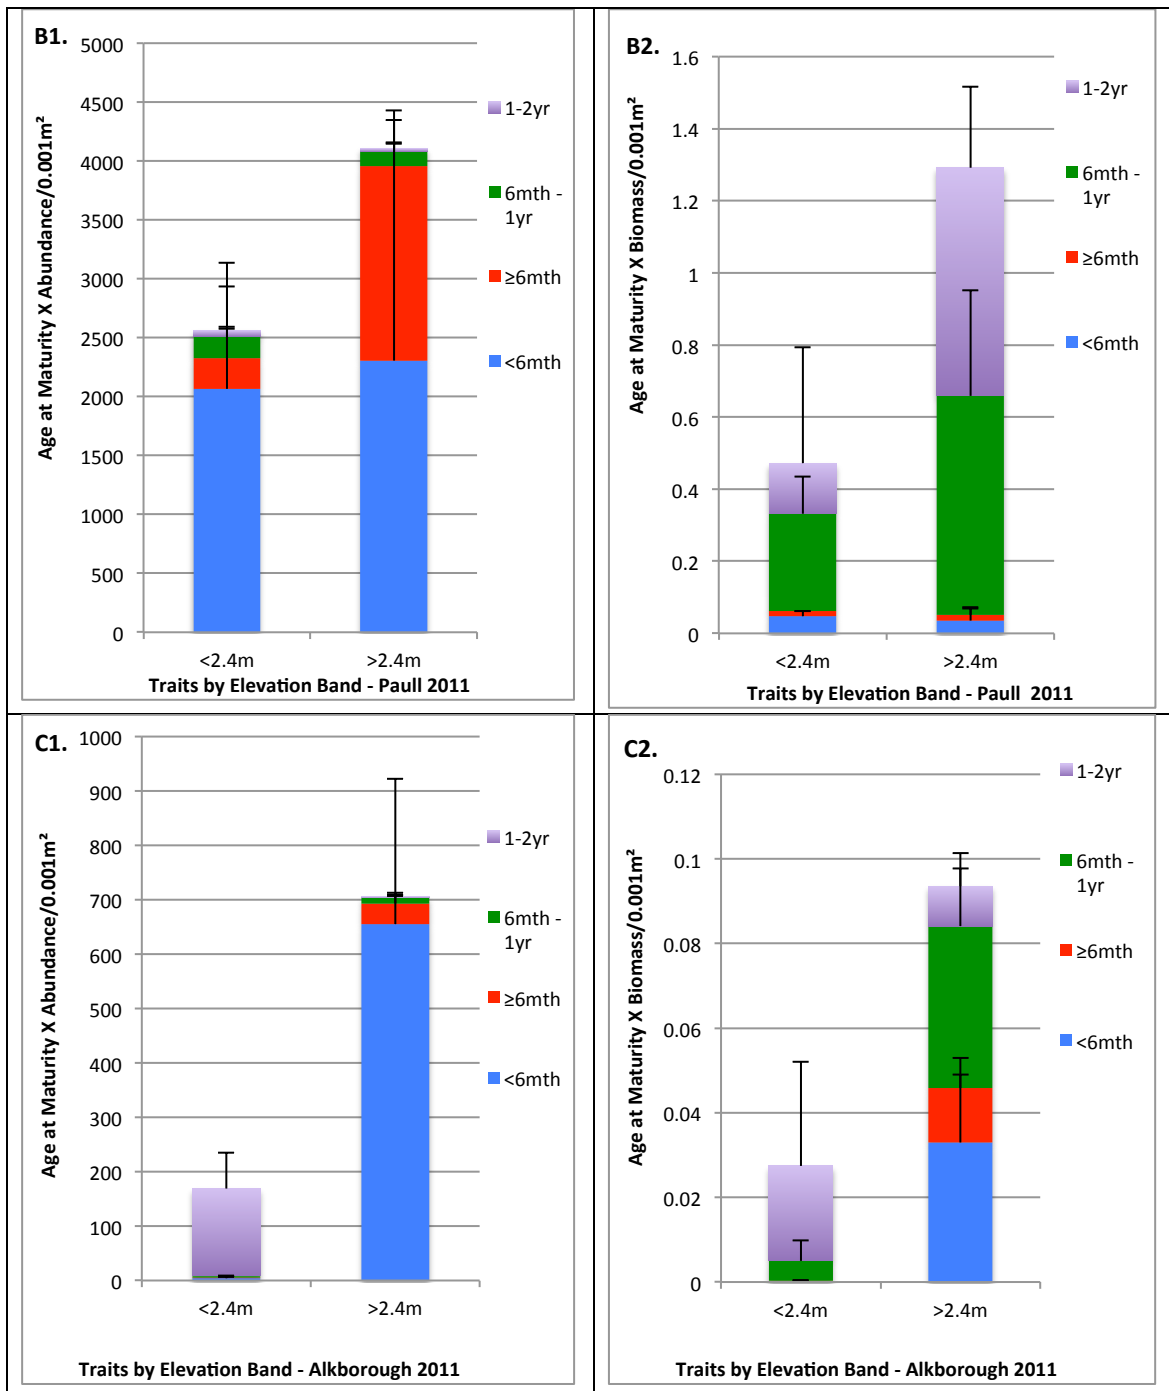 B1.
Age at Maturity X Abundance/0.001m²
5000
4500
4000
3500
3000
2500
2000
1500
1000
500
0
<2.4m
>2.4m
Traits by Elevation Band - Paull 2011
1-2yr
6mth -
1yr
≥6mth
<6mth
B2.
Age at Maturity X Biomass/0.001m²
1.6
1.4
1.2
1
0.8
0.6
0.4
0.2
0
<2.4m
>2.4m
Traits by Elevation Band - Paull 2011
1-2yr
6mth -
1yr
≥6mth
<6mth
C1.
Age at Maturity X Abundance/0.001m²
1000
900
800
700
600
500
400
300
200
100
0
<2.4m
>2.4m
Traits by Elevation Band - Alkborough 2011
1-2yr
6mth -
1yr
≥6mth
<6mth
C2.
Age at Maturity X Biomass/0.001m²
0.12
0.1
0.08
0.06
0.04
0.02
0
<2.4m
>2.4m
Traits by Elevation Band - Alkborough 2011
1-2yr
6mth -
1yr
≥6mth
<6mth